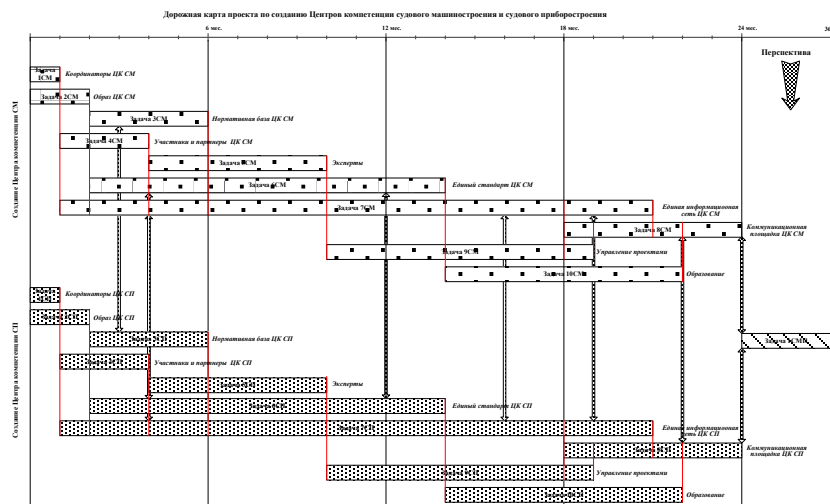 Дорожная карта проекта по созданию Центров компетенции судового машиностроения и судового приборостроения
6 мес.
12 мес.
18 мес.
24 мес.
30
Перспектива
Создание Центра компетенции СМ
Задача 1СМ
Координаторы ЦК СМ
Задача 2СМ
Образ ЦК СМ
Задача 3СМ
Нормативная база ЦК СМ
Задача 4СМ
Участники и партнеры ЦК СМ
Эксперты
Единый стандарт ЦК СМ
Задача 7СМ
Единая информационная
сеть ЦК СМ
Задача 8СМ
Коммуникационная
площадка ЦК СМ
Задача 9СМ
Управление проектами
Задача 10СМ
Образование
Создание Центра компетенции СП
Координаторы ЦК СП
Образ ЦК СП
Нормативная база ЦК СП
Участники и партнеры ЦК СП
Эксперты
Единый стандарт ЦК СП
Единая информационная
сеть ЦК СП
Коммуникационная
площадка ЦК СП
Управление проектами
Образование